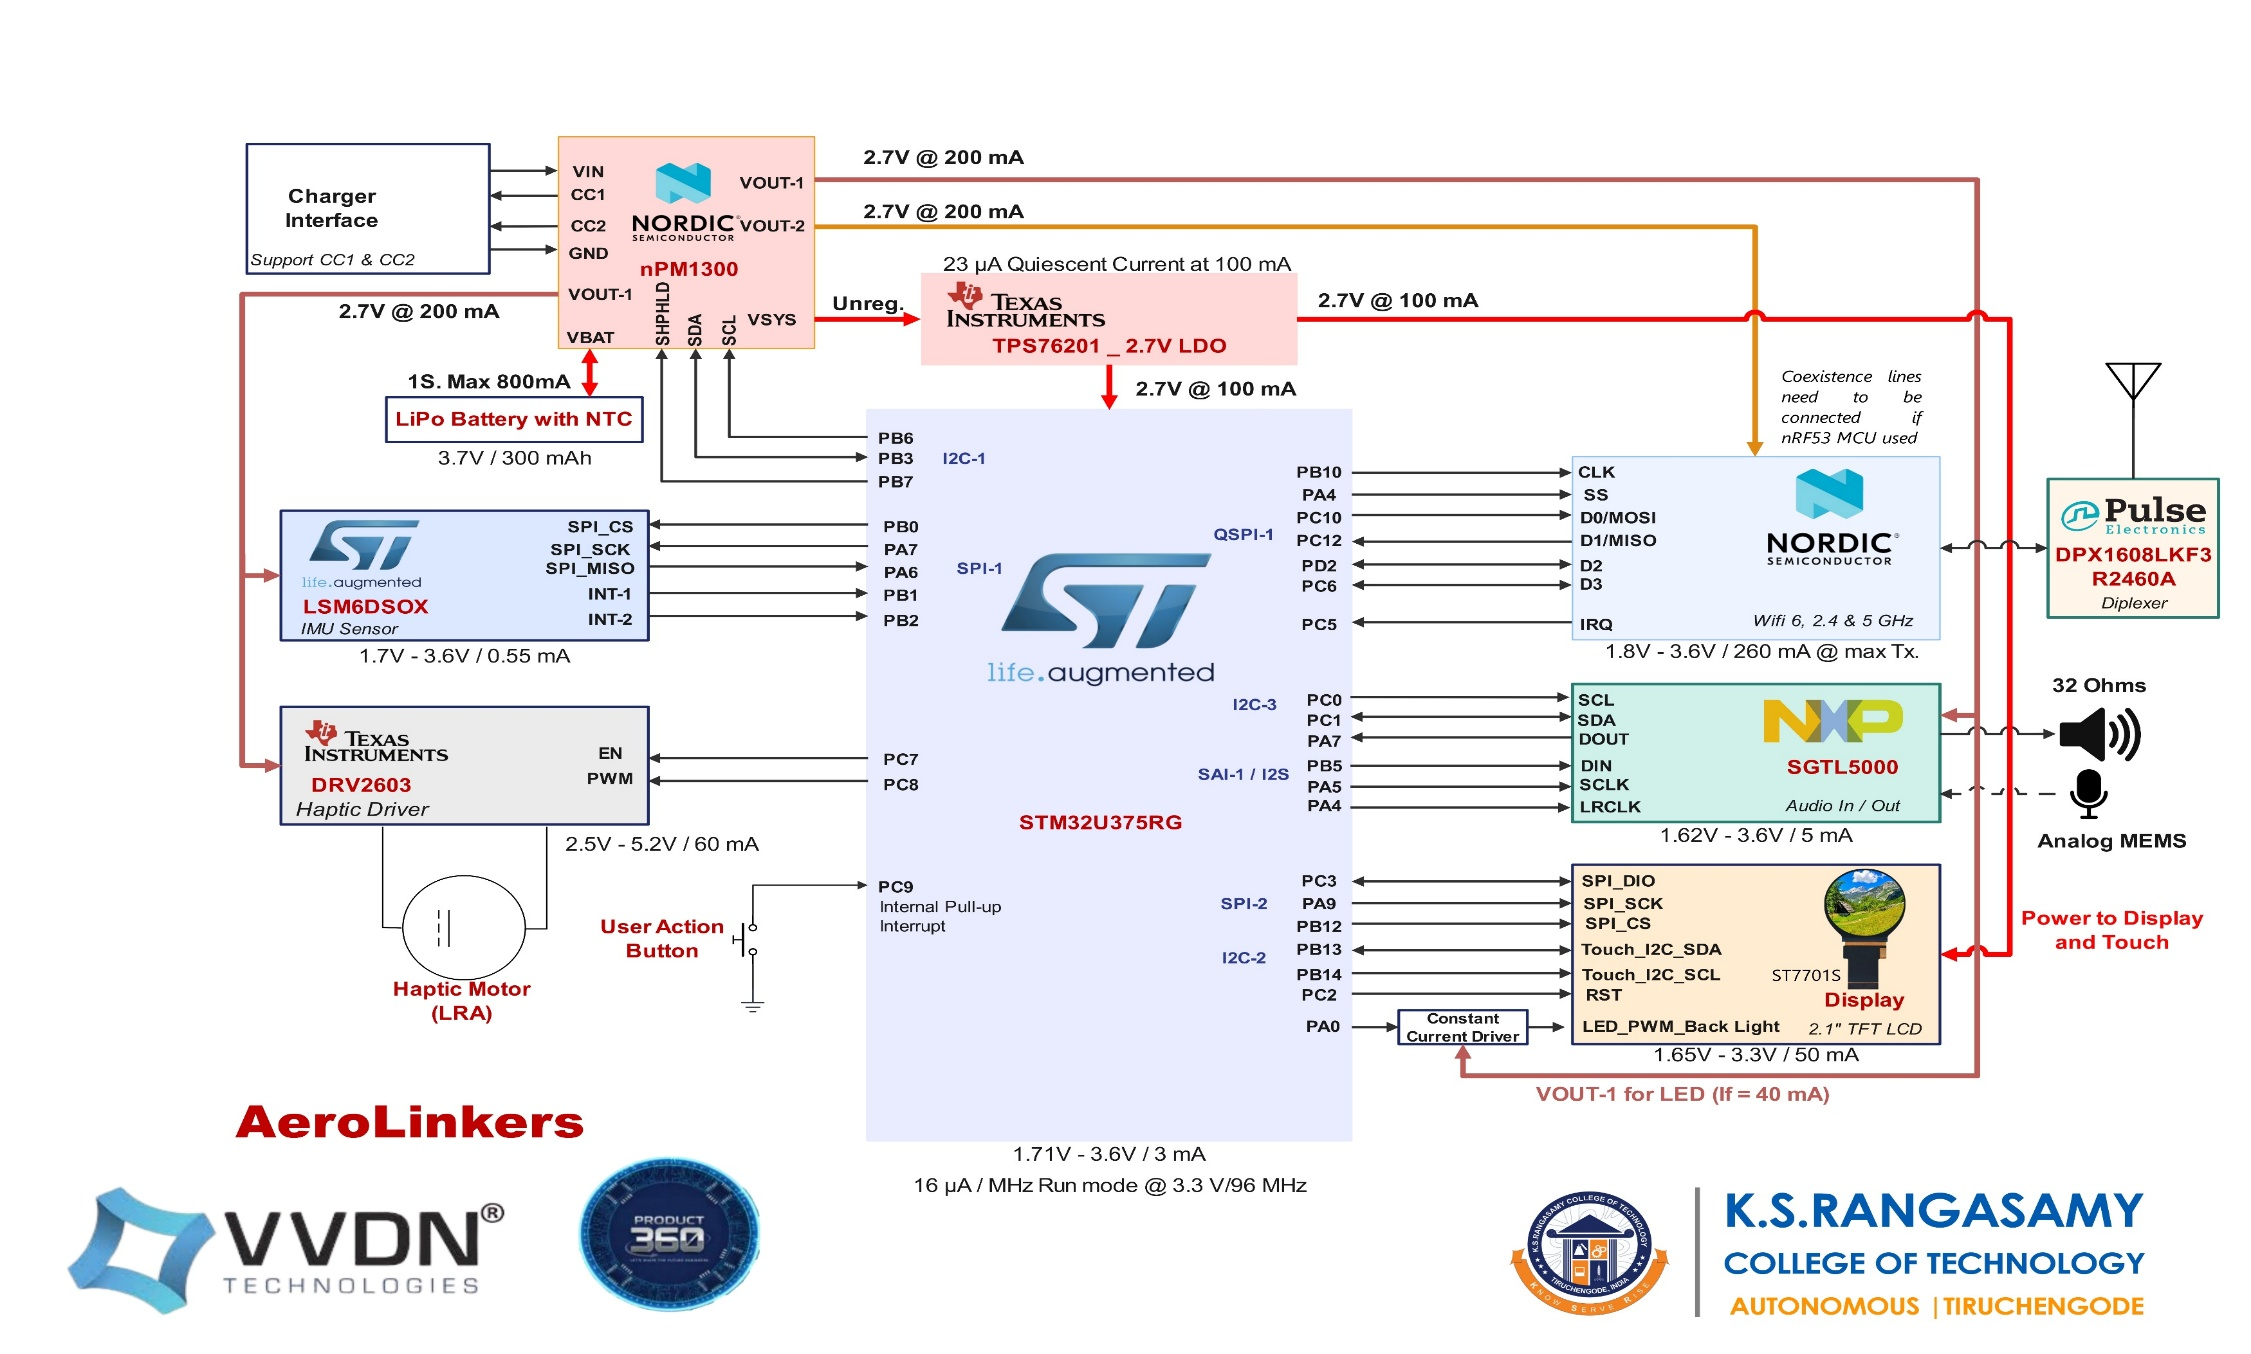 Charger
Interface
Support CC1 & CC2
VIN
CC1
CC2
GND
VOUT-1
VBAT
NORDIC®
SEMICONDUCTOR
nPM1300
SHPHLD
SDA
SCL
VOUT-1
VOUT-2
VSYS
2.7V @ 200 mA
2.7V @ 200 mA
2.7V @ 200 mA
Unreg.
23 µA Quiescent Current at 100 mA
TEXAS
INSTRUMENTS
TPS76201 _ 2.7V LDO
2.7V @ 100 mA
2.7V @ 100 mA
1S. Max 800mA
LiPo Battery with NTC
3.7V / 300 mAh
life.augmented
LSM6DSOX
IMU Sensor
SPI_CS
SPI_SCK
SPI_MISO
INT-1
INT-2
1.7V - 3.6V / 0.55 mA
TEXAS
INSTRUMENTS
DRV2603
Haptic Driver
EN
PWM
2.5V - 5.2V / 60 mA
Haptic Motor
(LRA)
User Action
Button
PB6
PB3
PB7
I2C-1
PB0
PA7
PA6
PB1
PB2
SPI-1
PC7
PC8
PC9
Internal Pull-up
Interrupt
life.augmented
STM32U375RG
PB10
PA4
PC10
PC12
PD2
PC6
PC5
QSPI-1
PC0
PC1
PA7
PB5
PA5
PA4
I2C-3
SAI-1 / I2S
PC3
PA9
PB12
PB13
PB14
PC2
PA0
SPI-2
I2C-2
1.71V - 3.6V / 3 mA
16 µA / MHz Run mode @ 3.3 V/96 MHz
Coexistence lines
need to be
connected if
nRF53 MCU used
CLK
SS
D0/MOSI
D1/MISO
D2
D3
IRQ
NORDIC®
SEMICONDUCTOR
Wifi 6, 2.4 & 5 GHz
1.8V - 3.6V / 260 mA @ max Tx.
Pulse
Electronics
DPX1608LKF3
R2460A
Diplexer
SCL
SDA
DOUT
DIN
SCLK
LRCLK
NXP
SGTL5000
Audio In / Out
1.62V - 3.6V / 5 mA
32 Ohms
Analog MEMS
SPI_DIO
SPI_SCK
SPI_CS
Touch_I2C_SDA
Touch_I2C_SCL
RST
LED_PWM_Back Light
ST7701S
Display
2.1" TFT LCD
1.65V - 3.3V / 50 mA
Power to Display
and Touch
Constant
Current Driver
VOUT-1 for LED (If = 40 mA)
AeroLinkers
VVDN®
TECHNOLOGIES
PRODUCT
360
K.S.RANGASAMY COLLEGE OF TECHNOLOGY
TIRUCHENGODE, INDIA
KNOW SERVE RISE
K.S.RANGASAMY
COLLEGE OF TECHNOLOGY
AUTONOMOUS | TIRUCHENGODE